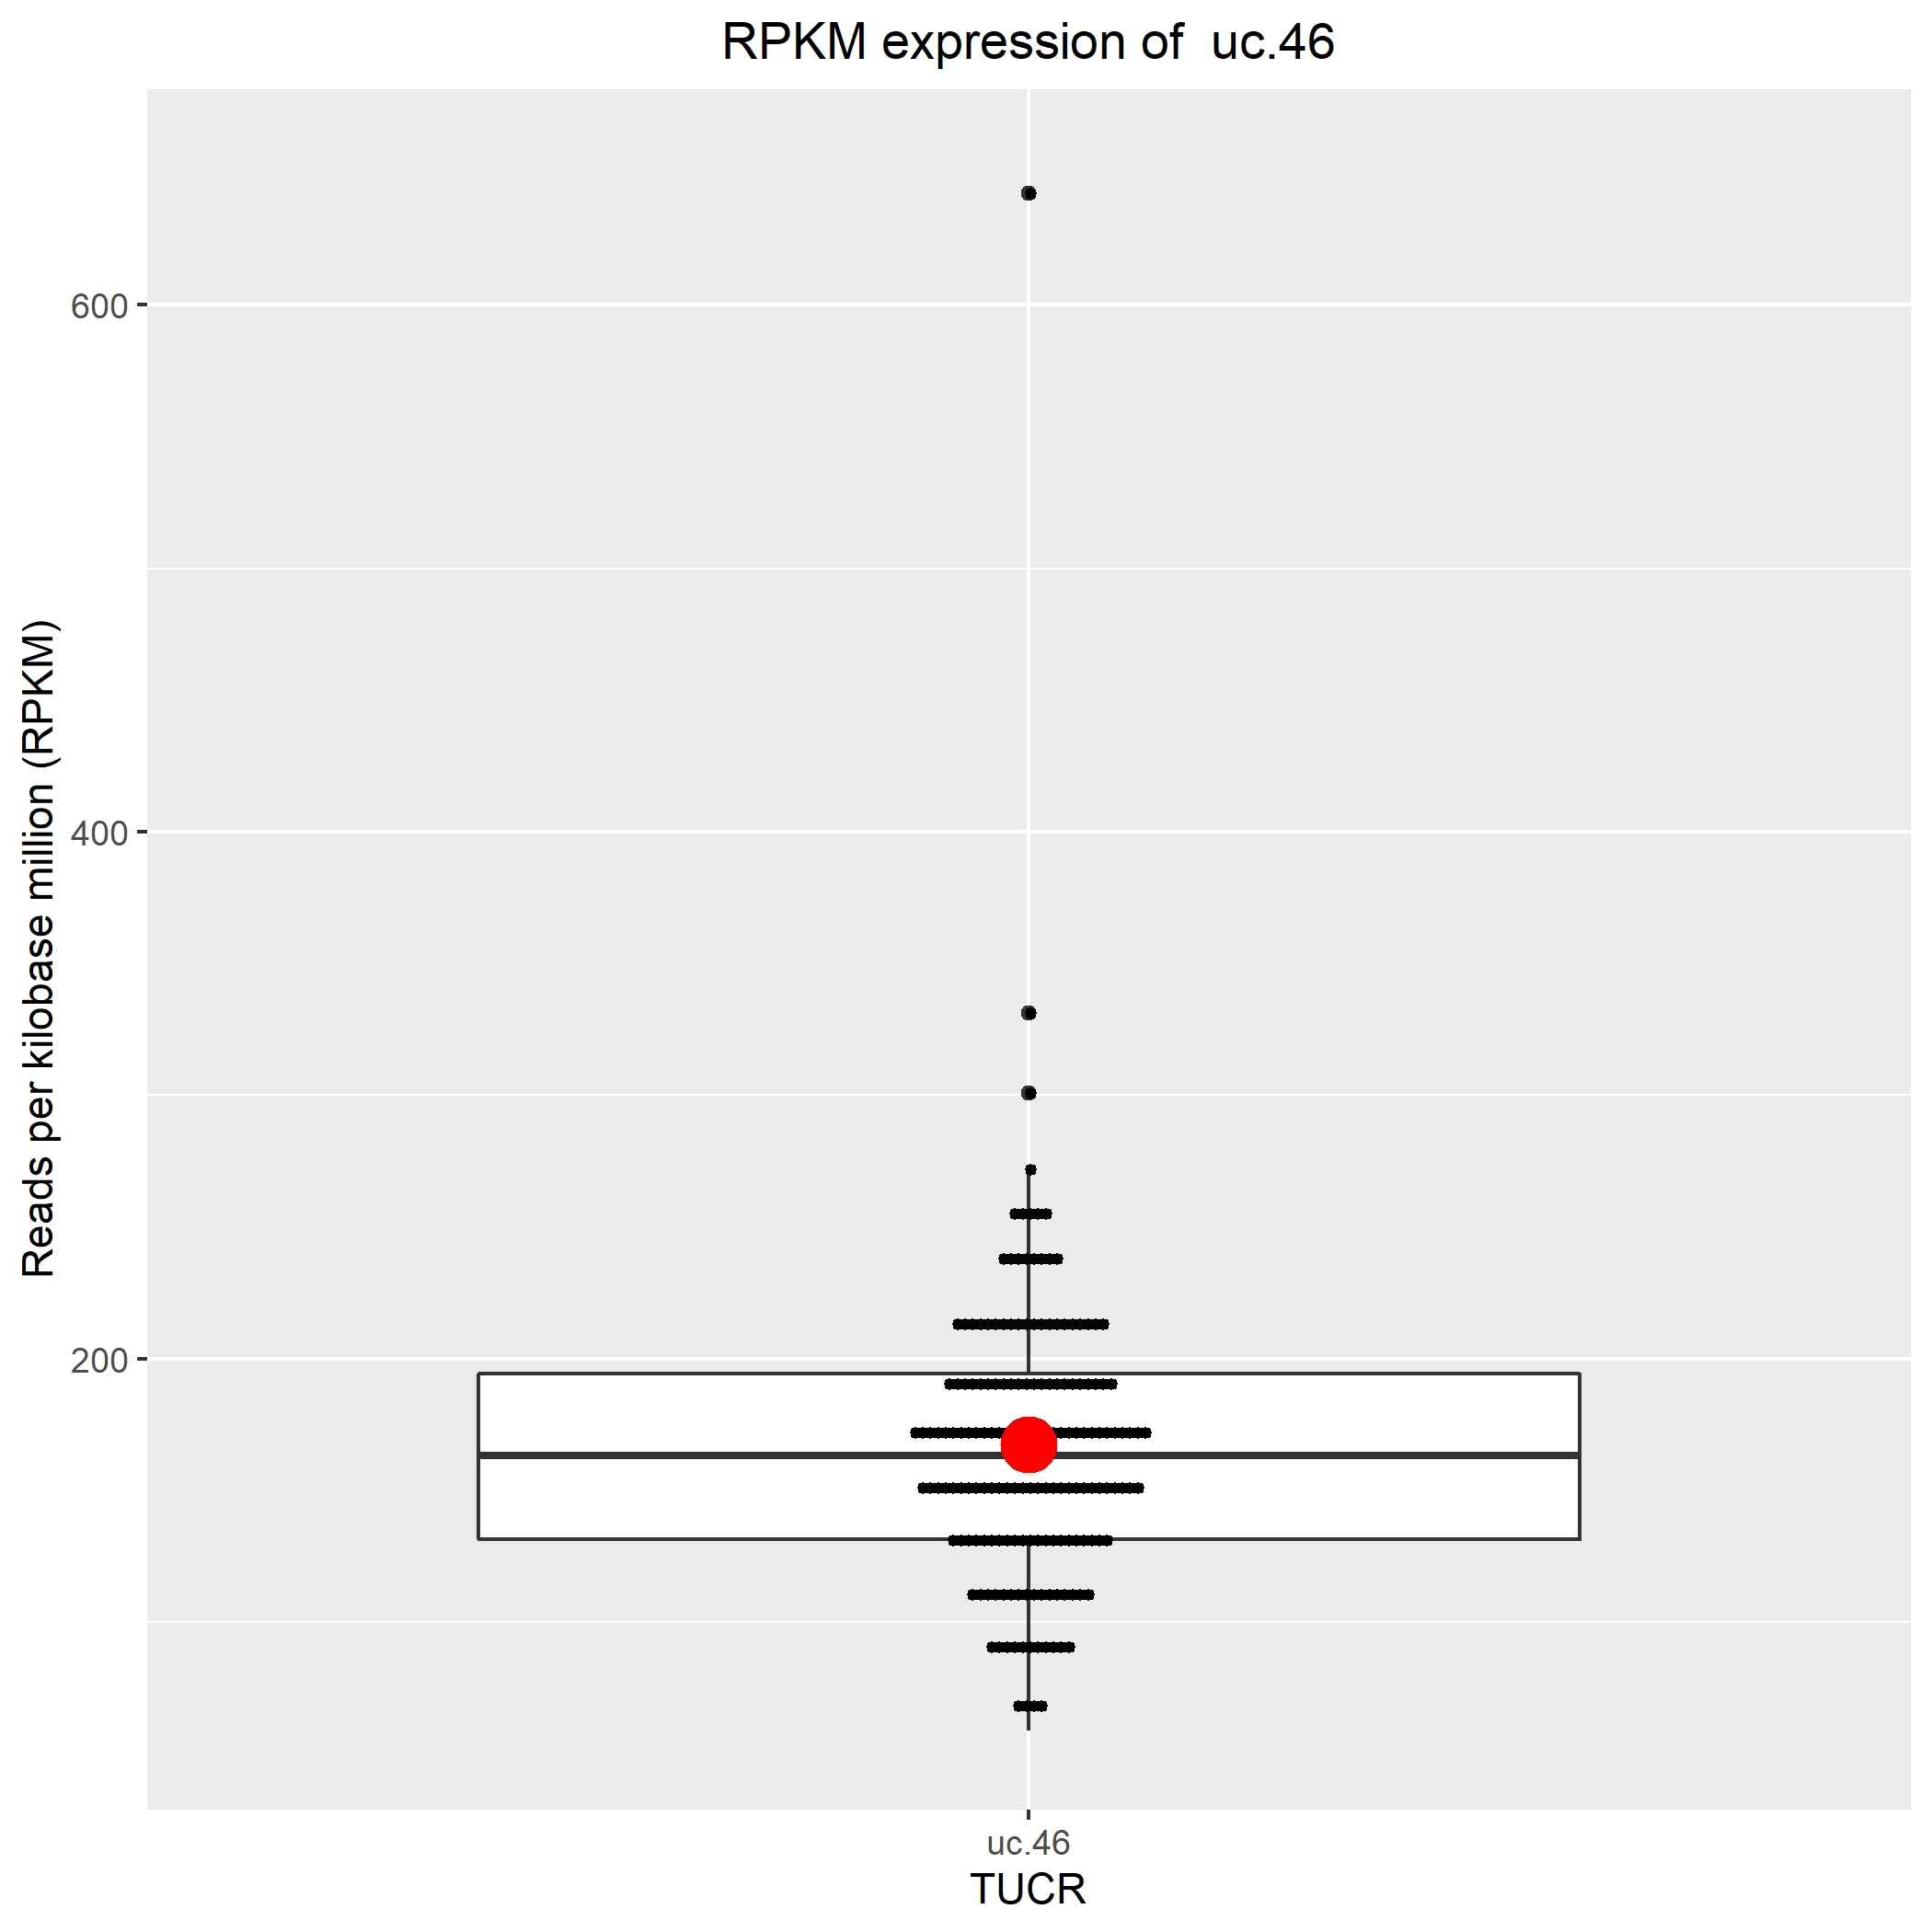 RPKM expression of  uc.46
Reads per kilobase million (RPKM)
600
400
200
uc.46
TUCR